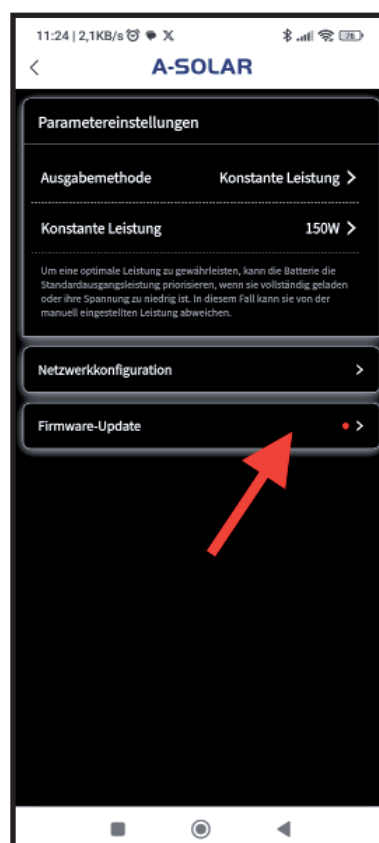 11:24 | 2,1KB/s X 76
A-SOLAR
Parametereinstellungen
Ausgabemethode Konstante Leistung
Konstante Leistung 150W
Um eine optimale Leistung zu gewährleisten, kann die Batterie die
Standardausgangsleistung priorisieren, wenn sie vollständig geladen
oder ihre Spannung zu niedrig ist. In diesem Fall kann sie von der
manuell eingestellten Leistung abweichen.
Netzwerkkonfiguration
Firmware-Update